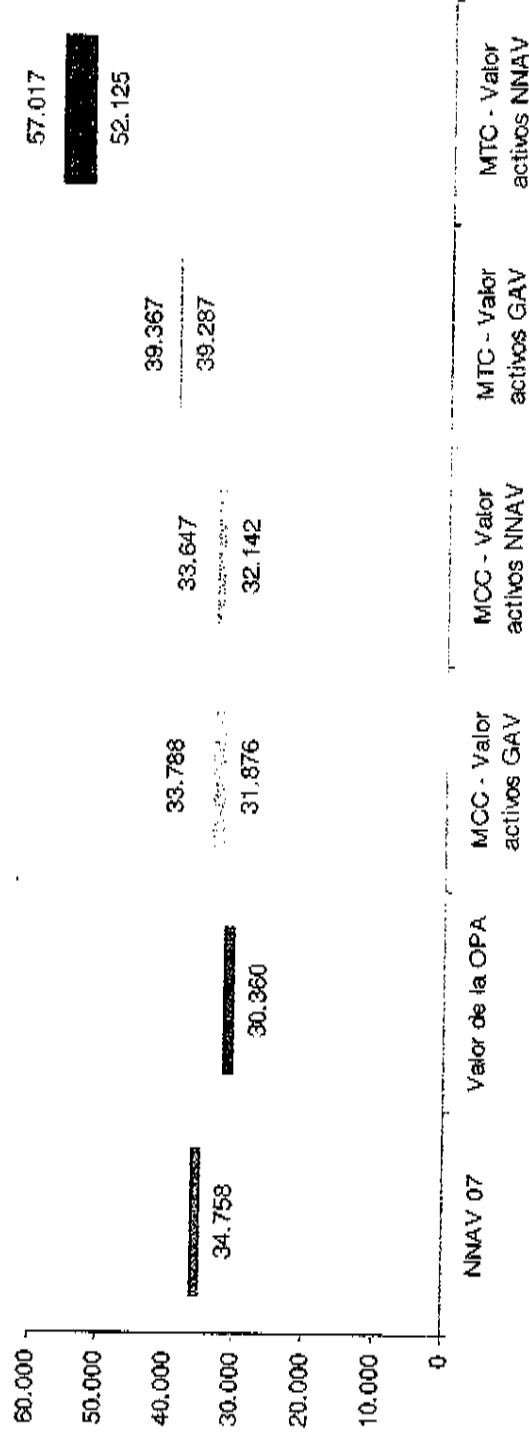 60.000
50.000
40.000
30.000
20.000
10.000
0
34.758
30.360
33.788
31.876
33.647
32.142
39.367
39.287
57.017
52.125
NNAV 07
Valor de la OPA
MCC - Valor
activos GAV
MCC - Valor
activos NNAV
MTC - Valor
activos GAV
MTC - Valor
activos NNAV